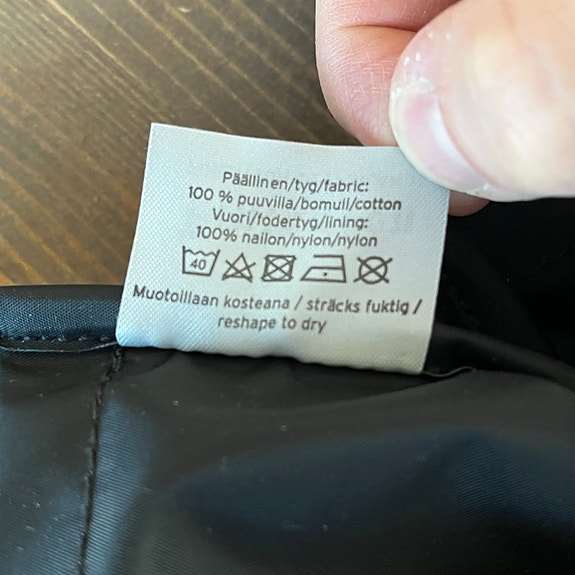 Päällinen/tyg/fabric:
100 % puuvilla/bomull/cotton
Vuori/fodertyg/lining:
100% nailon/nylon/nylon
40
Muotoillaan kosteana / sträcks fuktig /
reshape to dry